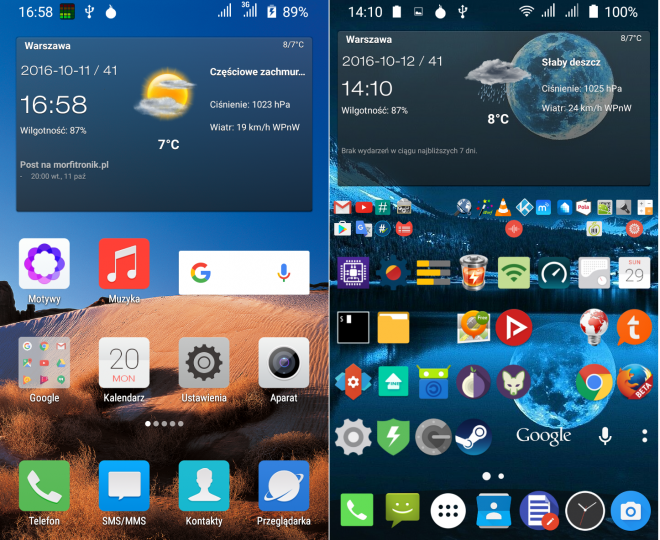 16:58
3G
89%
Warszawa
8/7°C
2016-10-11 / 41
16:58
Wilgotność: 87%
Częściowe zachmur...
Ciśnienie: 1023 hPa
Wiatr: 19 km/h WPnW
7°C
Post na morfitronik.pl
- 20:00 wt., 11 paź
Motywy
Muzyka
G
20
MON
Google
Kalendarz
Ustawienia
Aparat
Telefon
SMS/MMS
Kontakty
Przeglądarka
14:10
100%
Warszawa
8/7°C
2016-10-12 / 41
14:10
Wilgotność: 87%
Słaby deszcz
Ciśnienie: 1025 hPa
Wiatr: 24 km/h WPnW
8°C
Brak wydarzeń w ciągu najbliższych 7 dni.
#
#
SUN
29
$
Free
BETA
Google